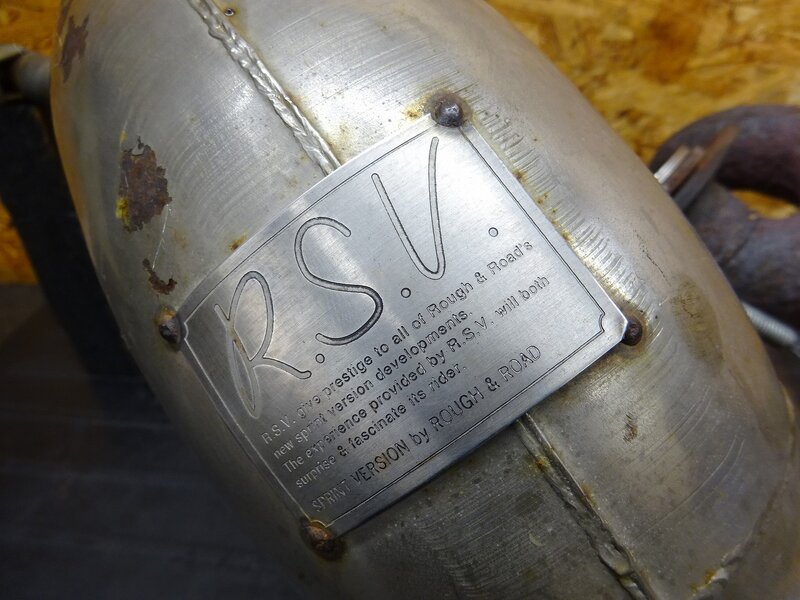 R.S.V.
R.S.V. give prestige to all of Rough & Road's
new sprint version developments.
The experience provided by R.S.V. will both
surprise & fascinate its rider.
SPRINT VERSION by ROUGH & ROAD